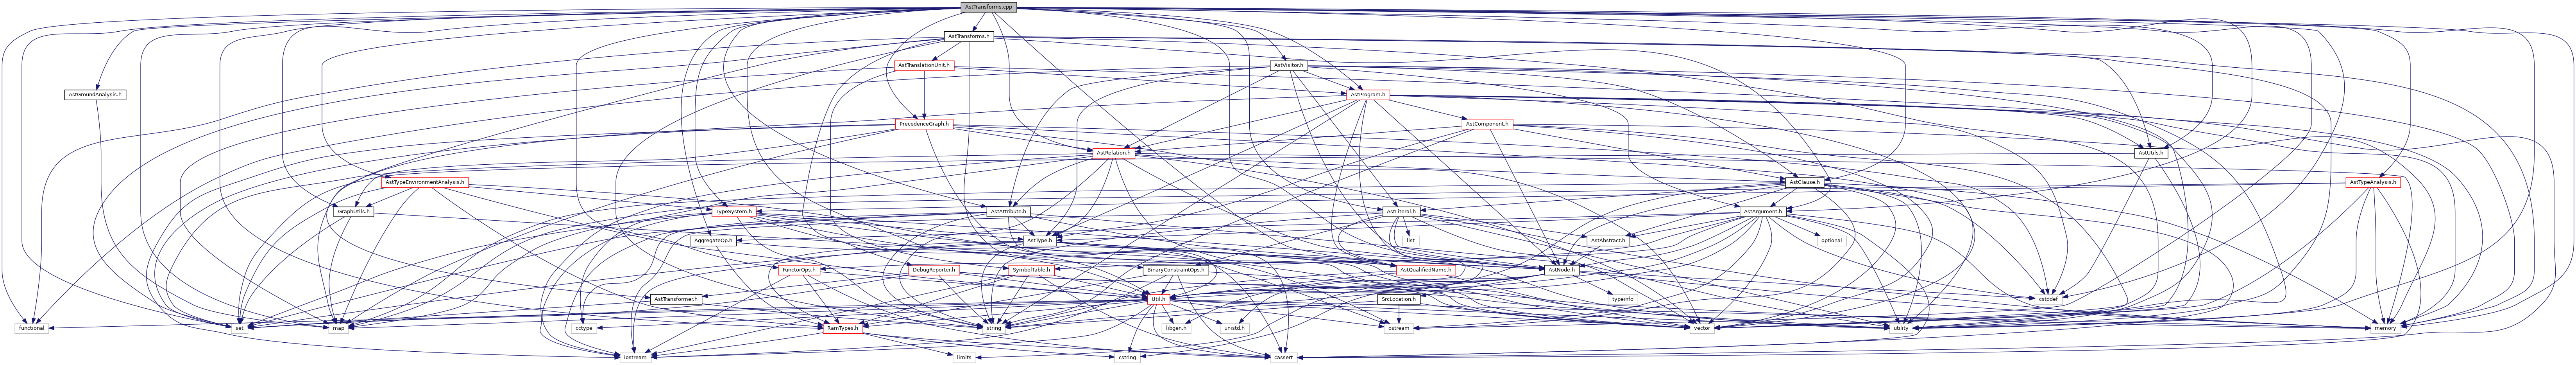 AstTransforms.cpp
AstTransforms.h
AstTranslationUnit.h
AstVisitor.h
AstGroundAnalysis.h
AstProgram.h
PrecedenceGraph.h
AstComponent.h
AstRelation.h
AstUtils.h
AstTypeEnvironmentAnalysis.h
AstClause.h
AstTypeAnalysis.h
GraphUtils.h
TypeSystem.h
AstAttribute.h
AstLiteral.h
AstArgument.h
AggregateOp.h
AstType.h
list
AstAbstract.h
optional
FunctorOps.h
DebugReporter.h
SymbolTable.h
BinaryConstraintOps.h
AstQualifiedName.h
AstNode.h
AstTransformer.h
Util.h
SrcLocation.h
typeinfo
cstddef
functional
set
map
cctype
RamTypes.h
string
libgen.h
unistd.h
ostream
vector
utility
memory
iostream
limits
cstring
cassert